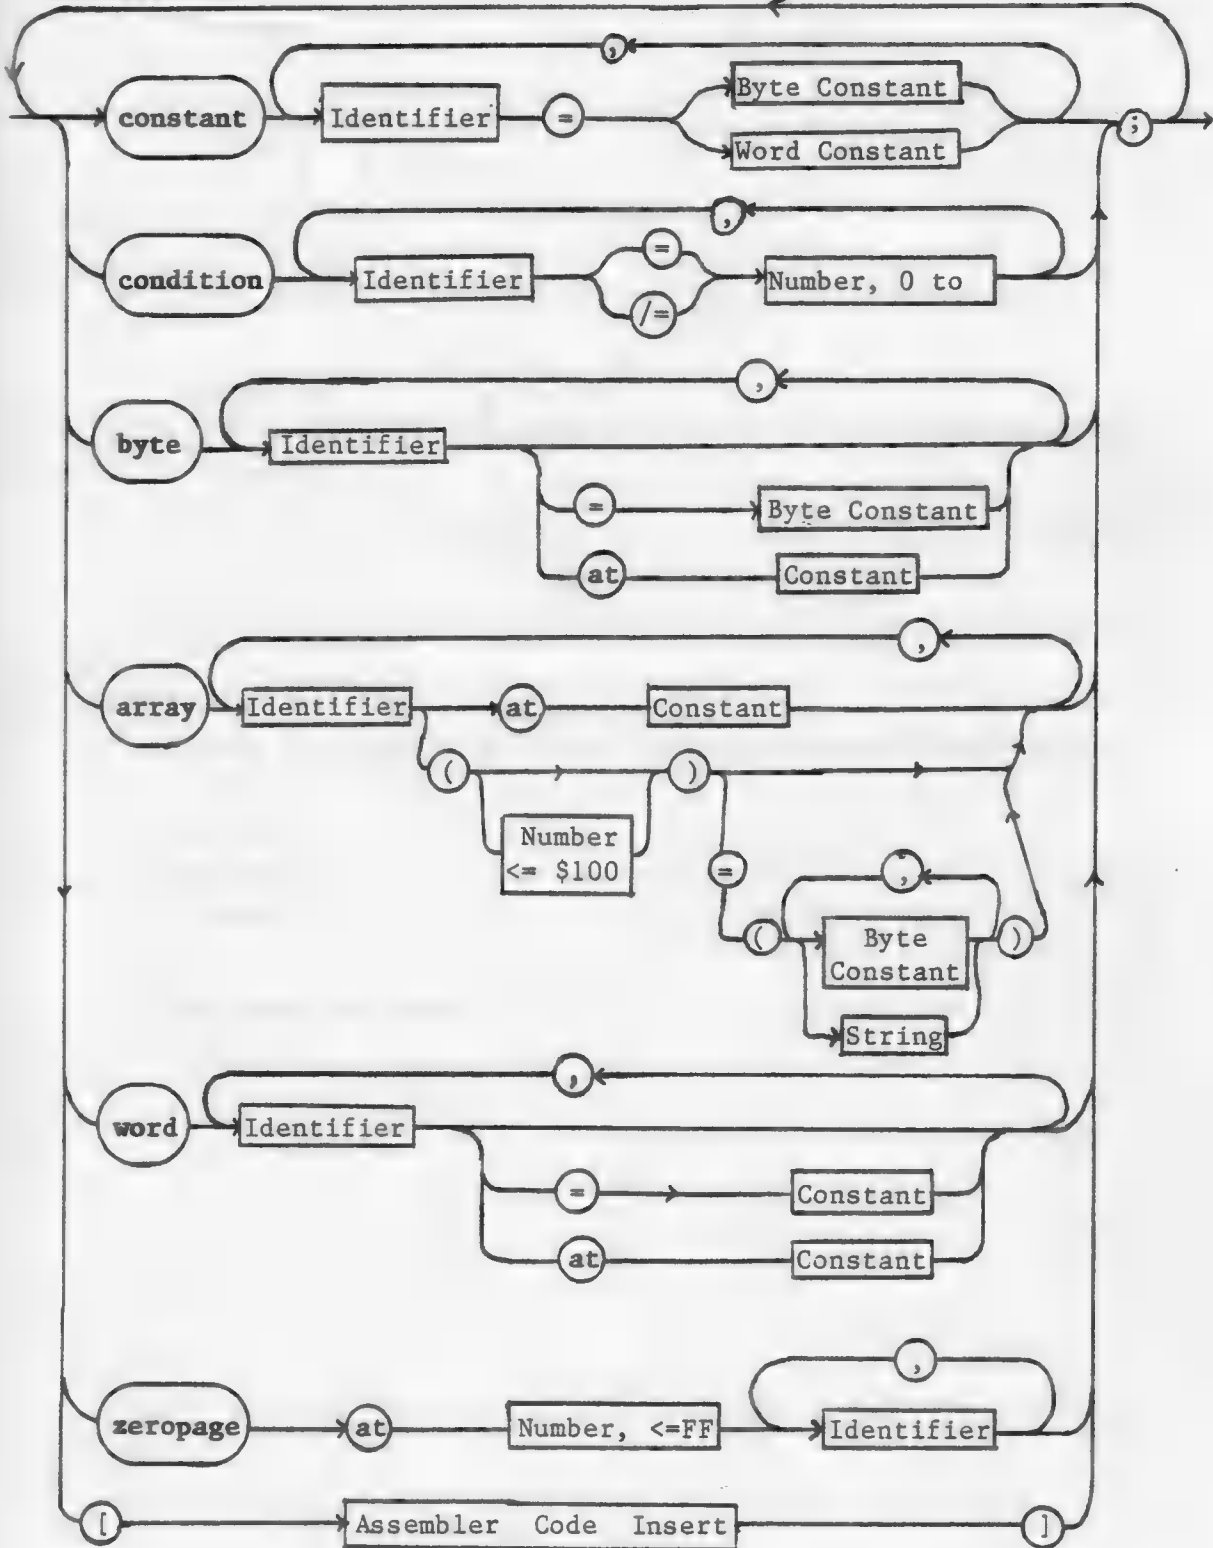 ,
constant Identifier = Byte Constant
Word Constant ;
,
condition Identifier = Number, 0 to
/=
,
byte Identifier
= Byte Constant
at Constant
,
array Identifier at Constant
( )
Number
<= $100
= ,
( Byte
Constant )
String
,
word Identifier
= Constant
at Constant
,
zeropage at Number, <=FF Identifier
[ Assembler Code Insert ]